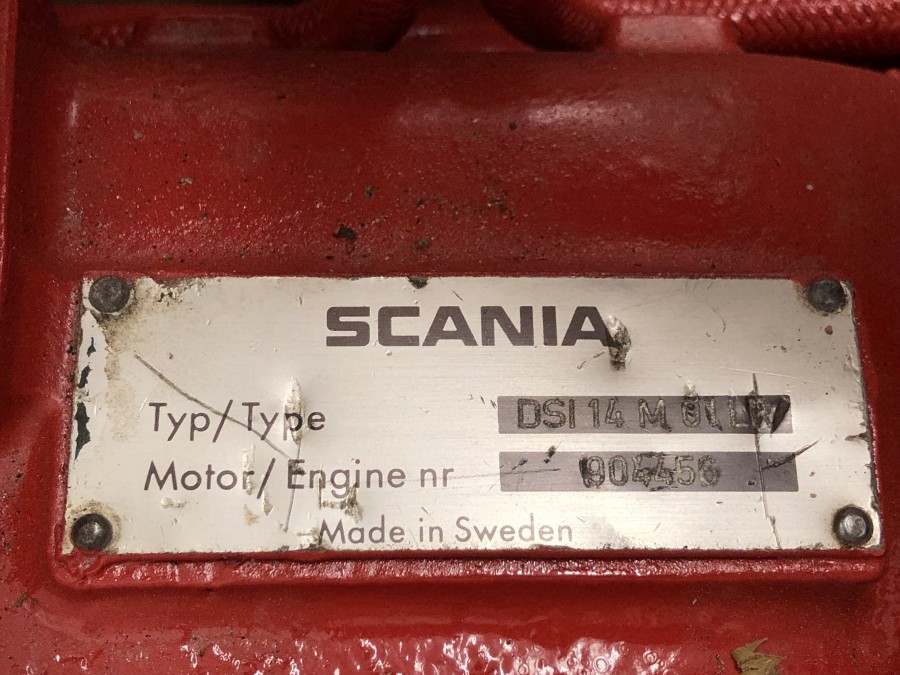 SCANIA
Typ/Type DSI 14 M
Motor/Engine nr
Made in Sweden